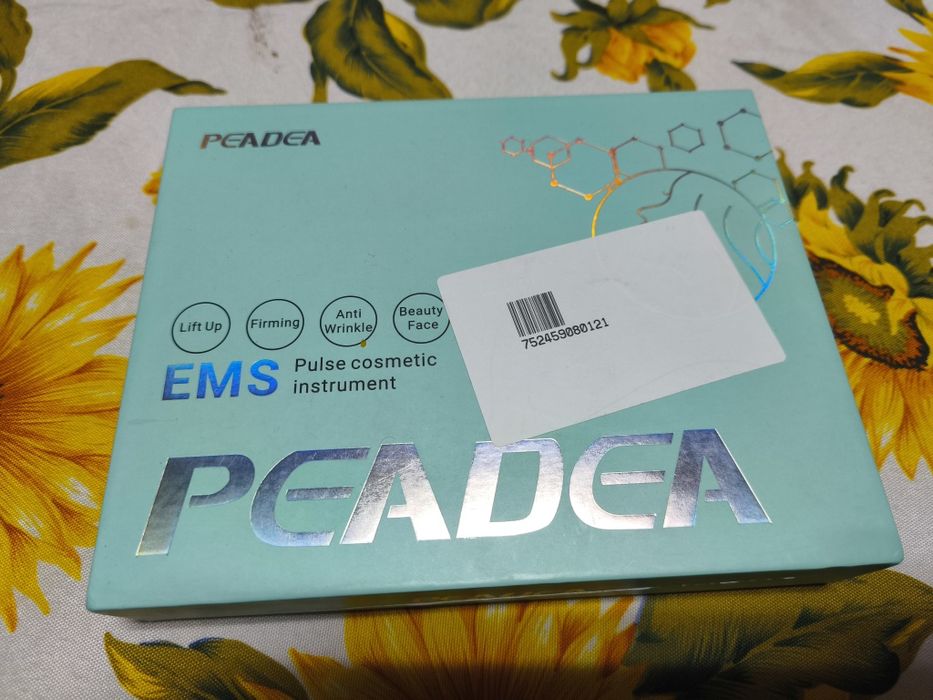 PEADEA
Lift Up
Firming
Anti
Wrinkle
Beauty
Face
EMS
Pulse cosmetic
instrument
752459080121
PEADEA